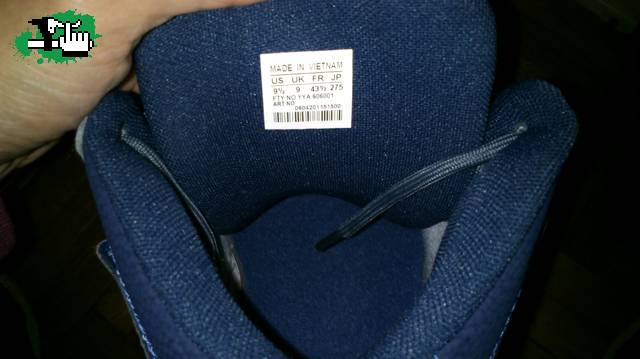 MADE IN VIETNAM
US UK FR JP
9½ 9 43½ 275
FTY NO YYA 606001
ART NO
0604201151500